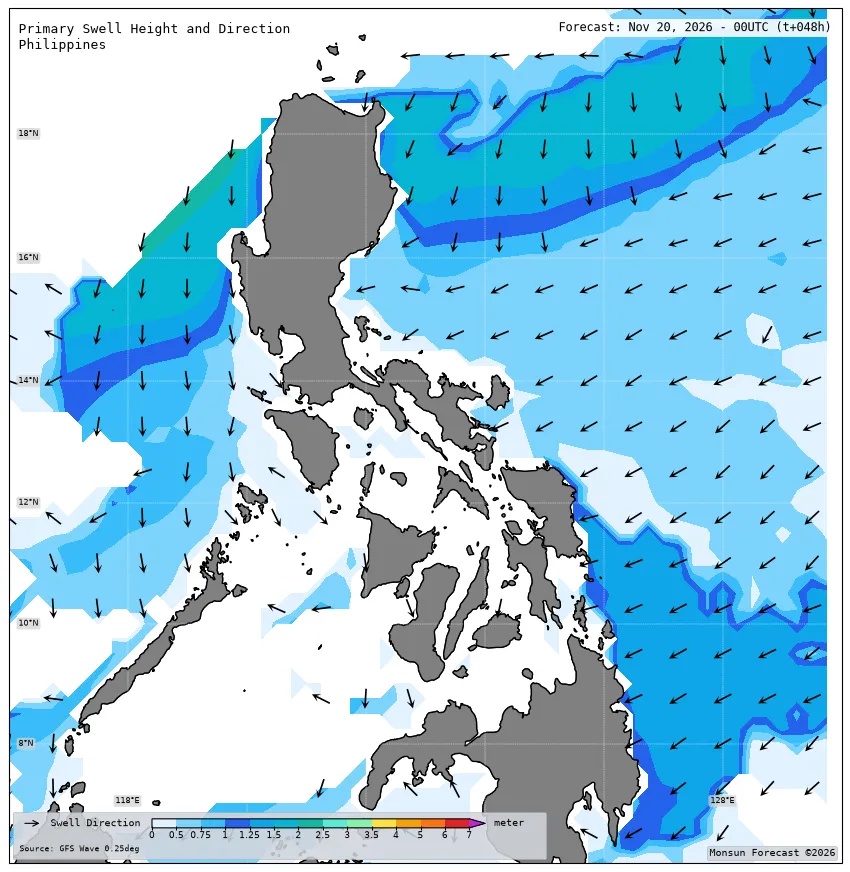 Primary Swell Height and Direction
Philippines
Forecast: Nov 20, 2026 - 00UTC (t+048h)
18°N
16°N
14°N
12°N
10°N
8°N
118°E
128°E
Swell Direction
meter
0 0.5 0.75 1 1.25 1.5 2 2.5 3 3.5 4 5 6 7
Source: GFS Wave 0.25deg
Monsun Forecast ©2026